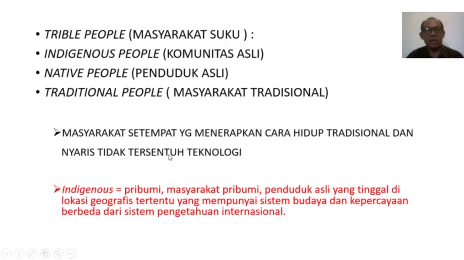 • TRIBLE PEOPLE (MASYARAKAT SUKU ) :
• INDIGENOUS PEOPLE (KOMUNITAS ASLI)
• NATIVE PEOPLE (PENDUDUK ASLI)
• TRADITIONAL PEOPLE ( MASYARAKAT TRADISIONAL)
➢MASYARAKAT SETEMPAT YG MENERAPKAN CARA HIDUP TRADISIONAL DAN
NYARIS TIDAK TERSENTUH TEKNOLOGI
➢Indigenous = pribumi, masyarakat pribumi, penduduk asli yang tinggal di
lokasi geografis tertentu yang mempunyai sistem budaya dan kepercayaan
berbeda dari sistem pengetahuan internasional.